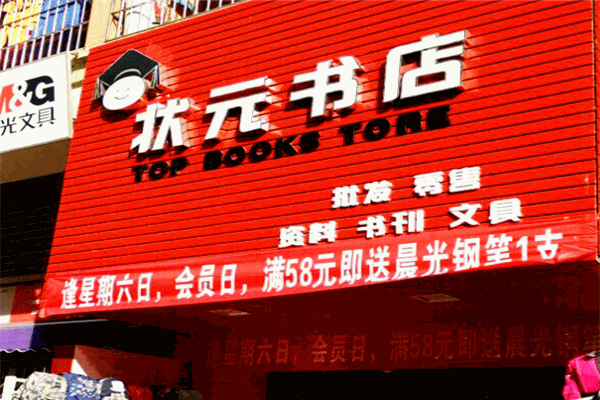 M&G
光文具
状元书店
TOP BOOKS TORE
批发 零售
资料 书刊 文具
逢星期六日，会员日，满58元即送晨光钢笔1支
逢星期六日，会员日，满58元即送晨光钢笔